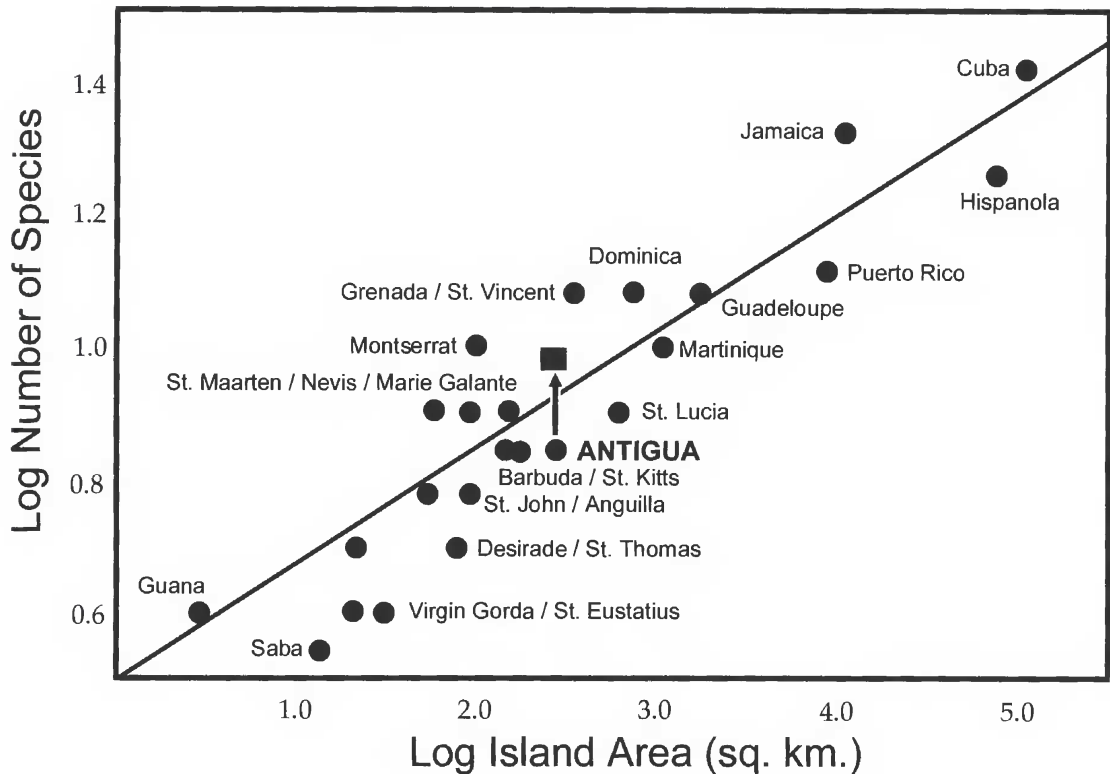 Log Number of Species
1.4
1.2
1.0
0.8
0.6
Cuba
Jamaica
Hispanola
Dominica
Puerto Rico
Grenada / St. Vincent
Guadeloupe
Montserrat
Martinique
St. Maarten / Nevis / Marie Galante
St. Lucia
ANTIGUA
Barbuda / St. Kitts
St. John / Anguilla
Desirade / St. Thomas
Guana
Virgin Gorda / St. Eustatius
Saba
1.0 2.0 3.0 4.0 5.0
Log Island Area (sq. km.)